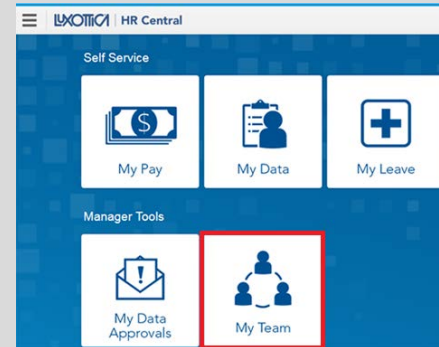 LUXOTTICA | HR Central
Self Service
My Pay
My Data
My Leave
Manager Tools
My Data
Approvals
My Team